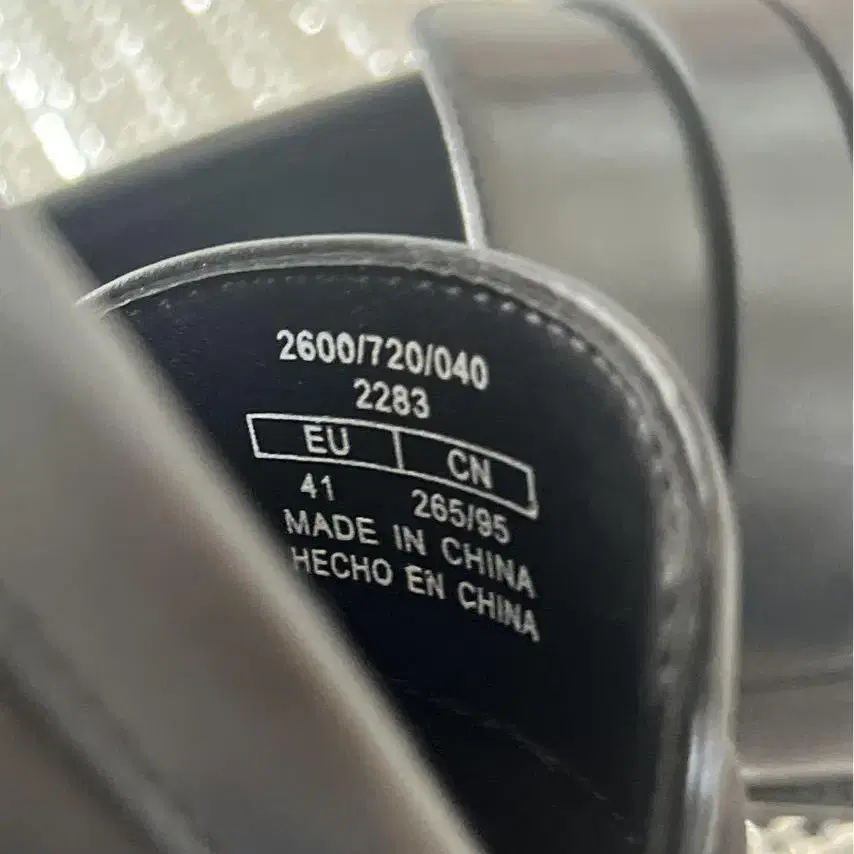 2600/720/040
2283
EU CN
41 265/95
MADE IN CHINA
HECHO EN CHINA